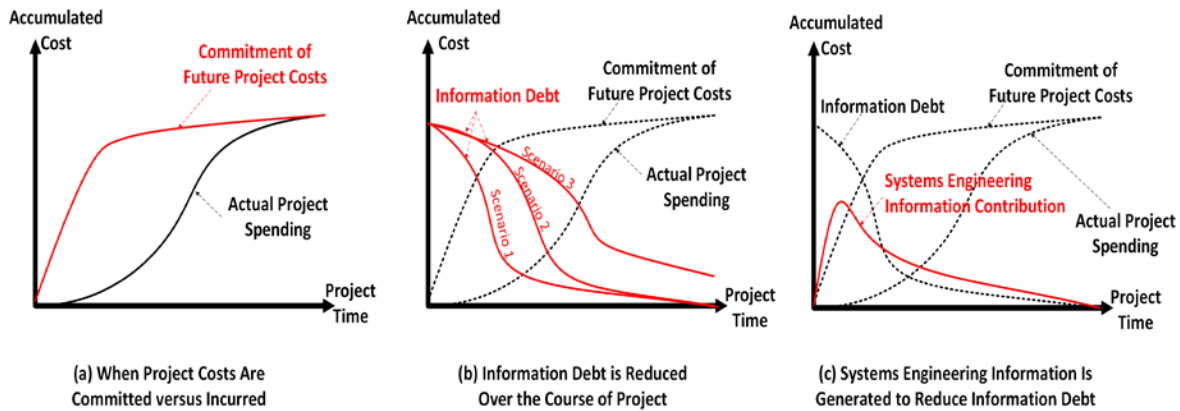 Accumulated
Cost
Commitment of
Future Project Costs
Actual Project
Spending
Project
Time
(a) When Project Costs Are
Committed versus Incurred
Accumulated
Cost
Information Debt
Commitment of
Future Project Costs
Scenario 1
Scenario 2
Scenario 3
Actual Project
Spending
Project
Time
(b) Information Debt is Reduced
Over the Course of Project
Accumulated
Cost
Information Debt
Commitment of
Future Project Costs
Systems Engineering
Information Contribution
Actual Project
Spending
Project
Time
(c) Systems Engineering Information Is
Generated to Reduce Information Debt